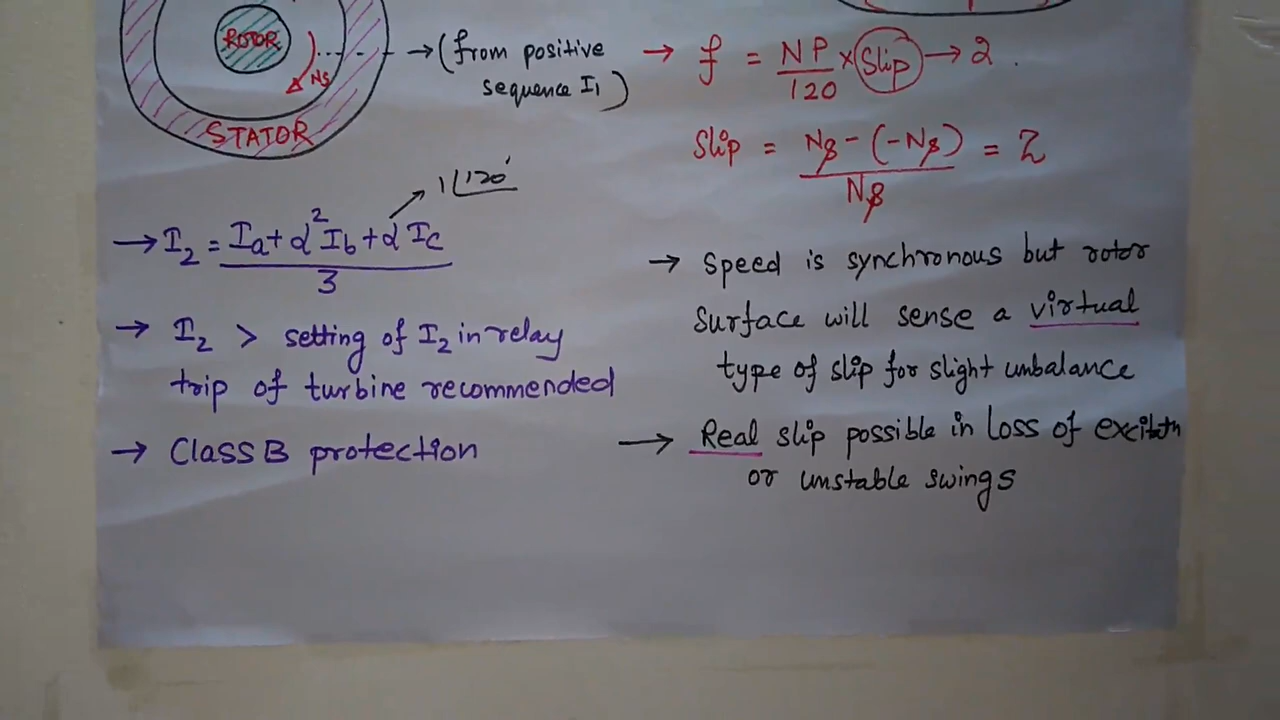 ROTOR
Ns
STATOR
→ (from positive
sequence I₁)
→ f = NP/120 × Slip → 2
Slip = Ns - (-Ns) / Ns = 2
1∠120°
→ I₂ = Ia + α²Ib + αIc / 3
→ I₂ > setting of I₂ in relay
trip of turbine recommended
→ Class B protection
→ Speed is synchronous but rotor
surface will sense a virtual
type of slip for slight unbalance
→ Real slip possible in Loss of excitatn
or unstable swings